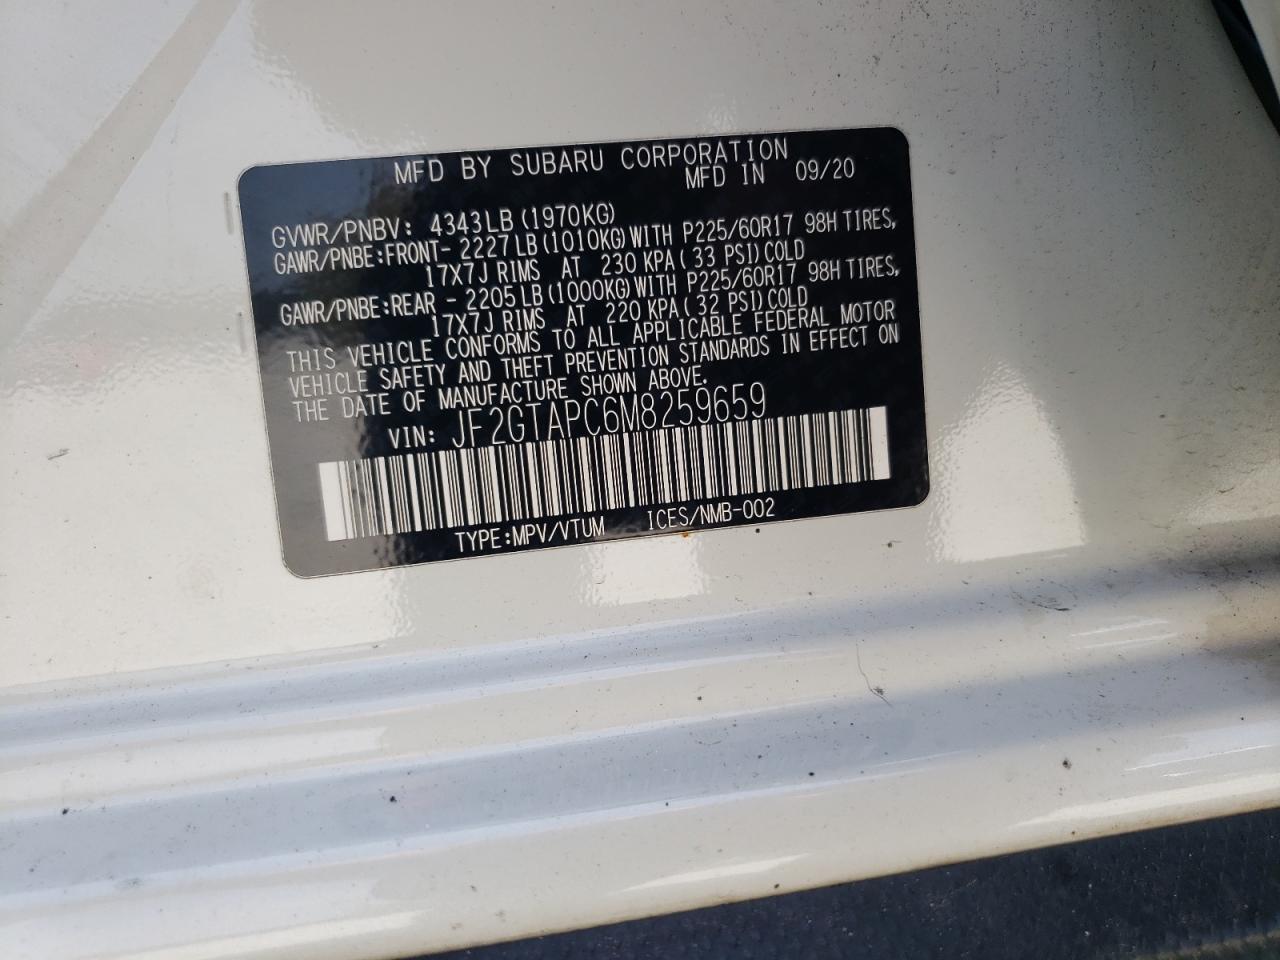 MFD BY SUBARU CORPORATION
MFD IN 09/20
GVWR/PNBV: 4343LB(1970KG)
GAWR/PNBE:FRONT- 2227LB(1010KG)WITH P225/60R17 98H TIRES,
17X7J RIMS AT 230 KPA(33 PSI)COLD
GAWR/PNBE:REAR - 2205LB(1000KG)WITH P225/60R17 98H TIRES,
17X7J RIMS AT 220 KPA(32 PSI)COLD
THIS VEHICLE CONFORMS TO ALL APPLICABLE FEDERAL MOTOR
VEHICLE SAFETY AND THEFT PREVENTION STANDARDS IN EFFECT ON
THE DATE OF MANUFACTURE SHOWN ABOVE.
VIN: JF2GTAPC6M8259659
TYPE:MPV/VTUM ICES/NMB-002